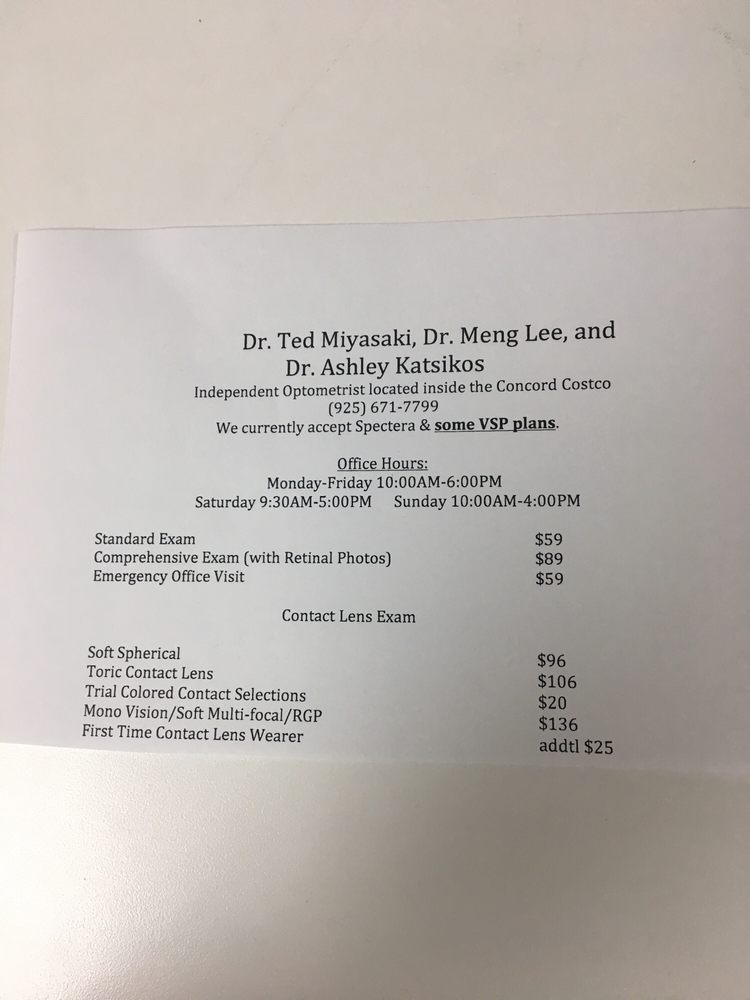 Dr. Ted Miyasaki, Dr. Meng Lee, and
Dr. Ashley Katsikos
Independent Optometrist located inside the Concord Costco
(925) 671-7799
We currently accept Spectera & some VSP plans.
Office Hours:
Monday-Friday 10:00AM-6:00PM
Saturday 9:30AM-5:00PM Sunday 10:00AM-4:00PM
Standard Exam $59
Comprehensive Exam (with Retinal Photos) $89
Emergency Office Visit $59
Contact Lens Exam
Soft Spherical $96
Toric Contact Lens $106
Trial Colored Contact Selections $20
Mono Vision/Soft Multi-focal/RGP $136
First Time Contact Lens Wearer addtl $25